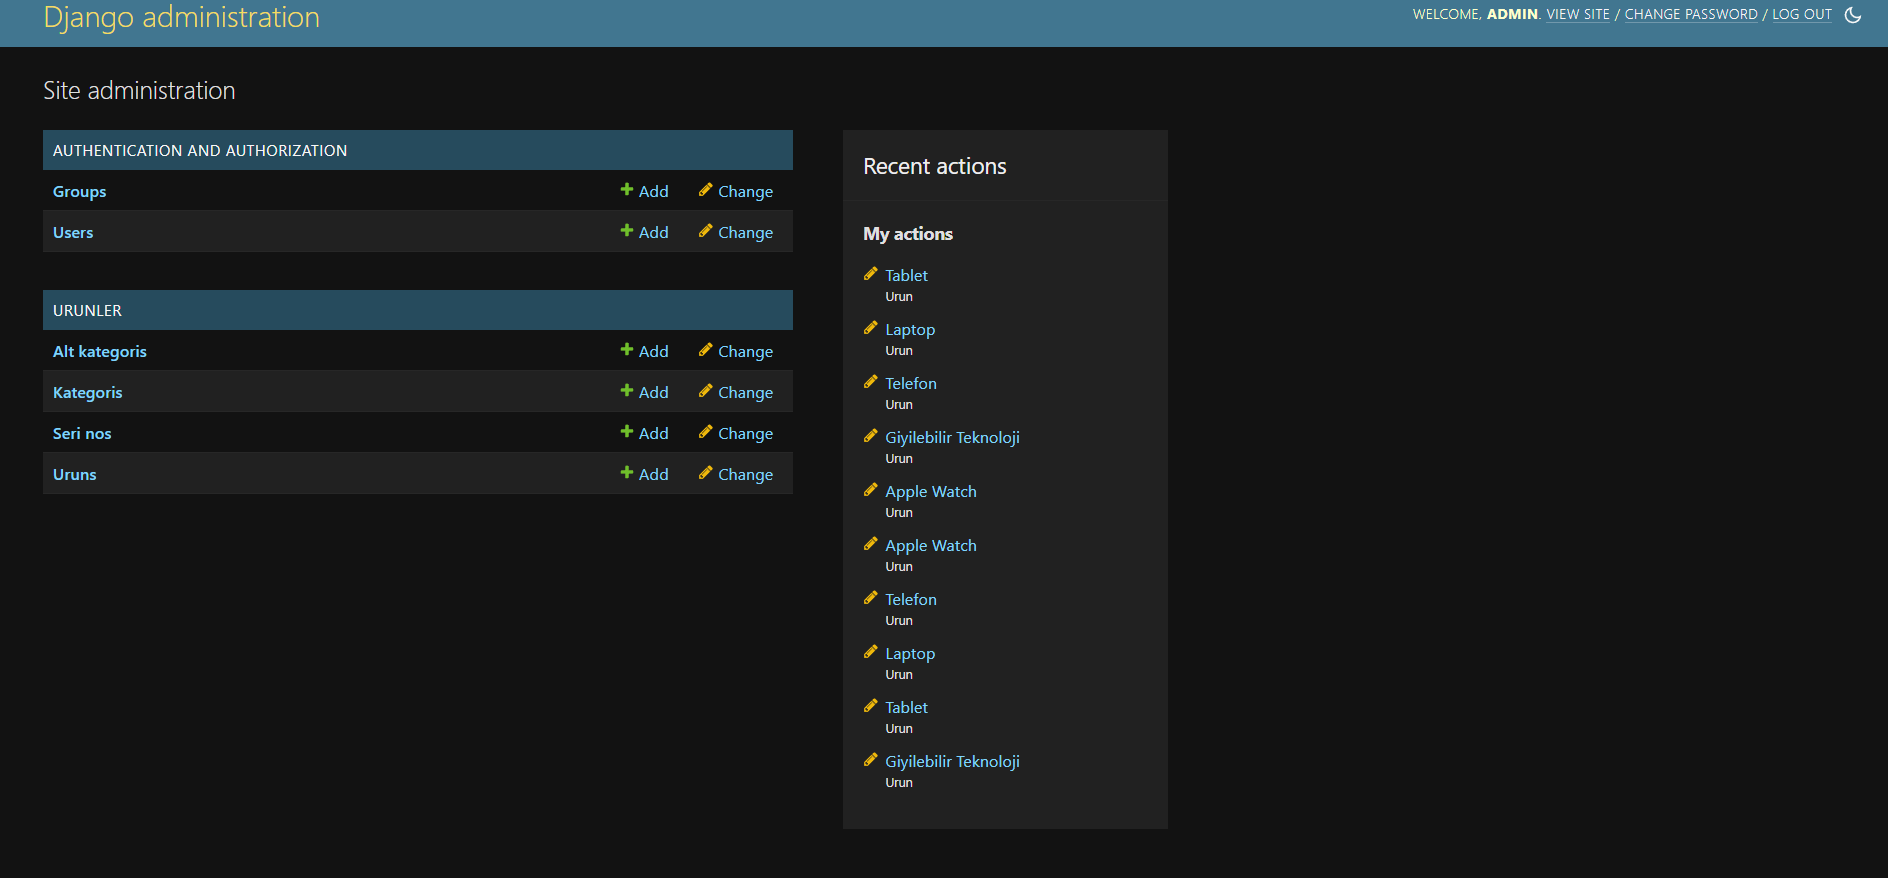 Django administration
WELCOME, ADMIN. VIEW SITE / CHANGE PASSWORD / LOG OUT
Site administration
AUTHENTICATION AND AUTHORIZATION
Groups Add Change
Users Add Change
URUNLER
Alt kategoris Add Change
Kategoris Add Change
Seri nos Add Change
Uruns Add Change
Recent actions
My actions
Tablet
Urun
Laptop
Urun
Telefon
Urun
Giyilebilir Teknoloji
Urun
Apple Watch
Urun
Apple Watch
Urun
Telefon
Urun
Laptop
Urun
Tablet
Urun
Giyilebilir Teknoloji
Urun